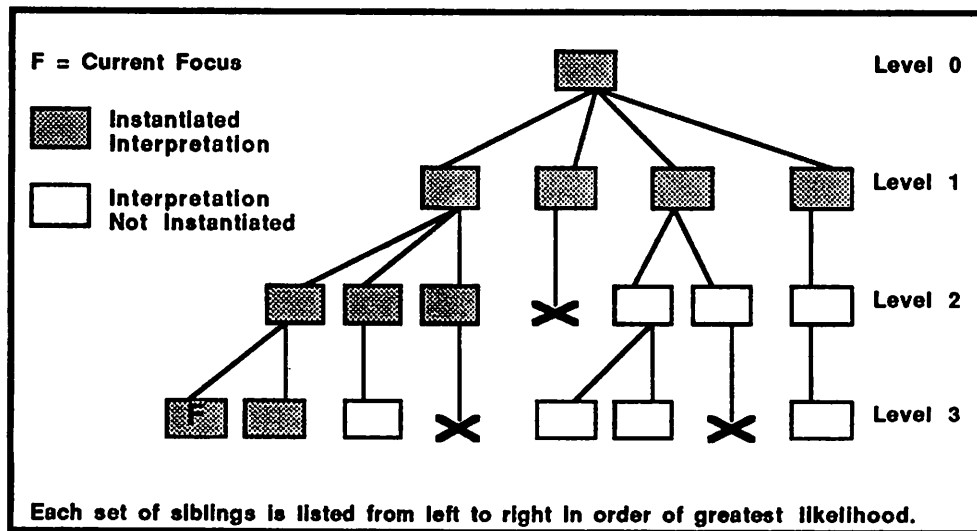 F = Current Focus
Level 0
Instantiated
Interpretation
Level 1
Interpretation
Not Instantiated
Level 2
F
Level 3
Each set of siblings is listed from left to right in order of greatest likelihood.